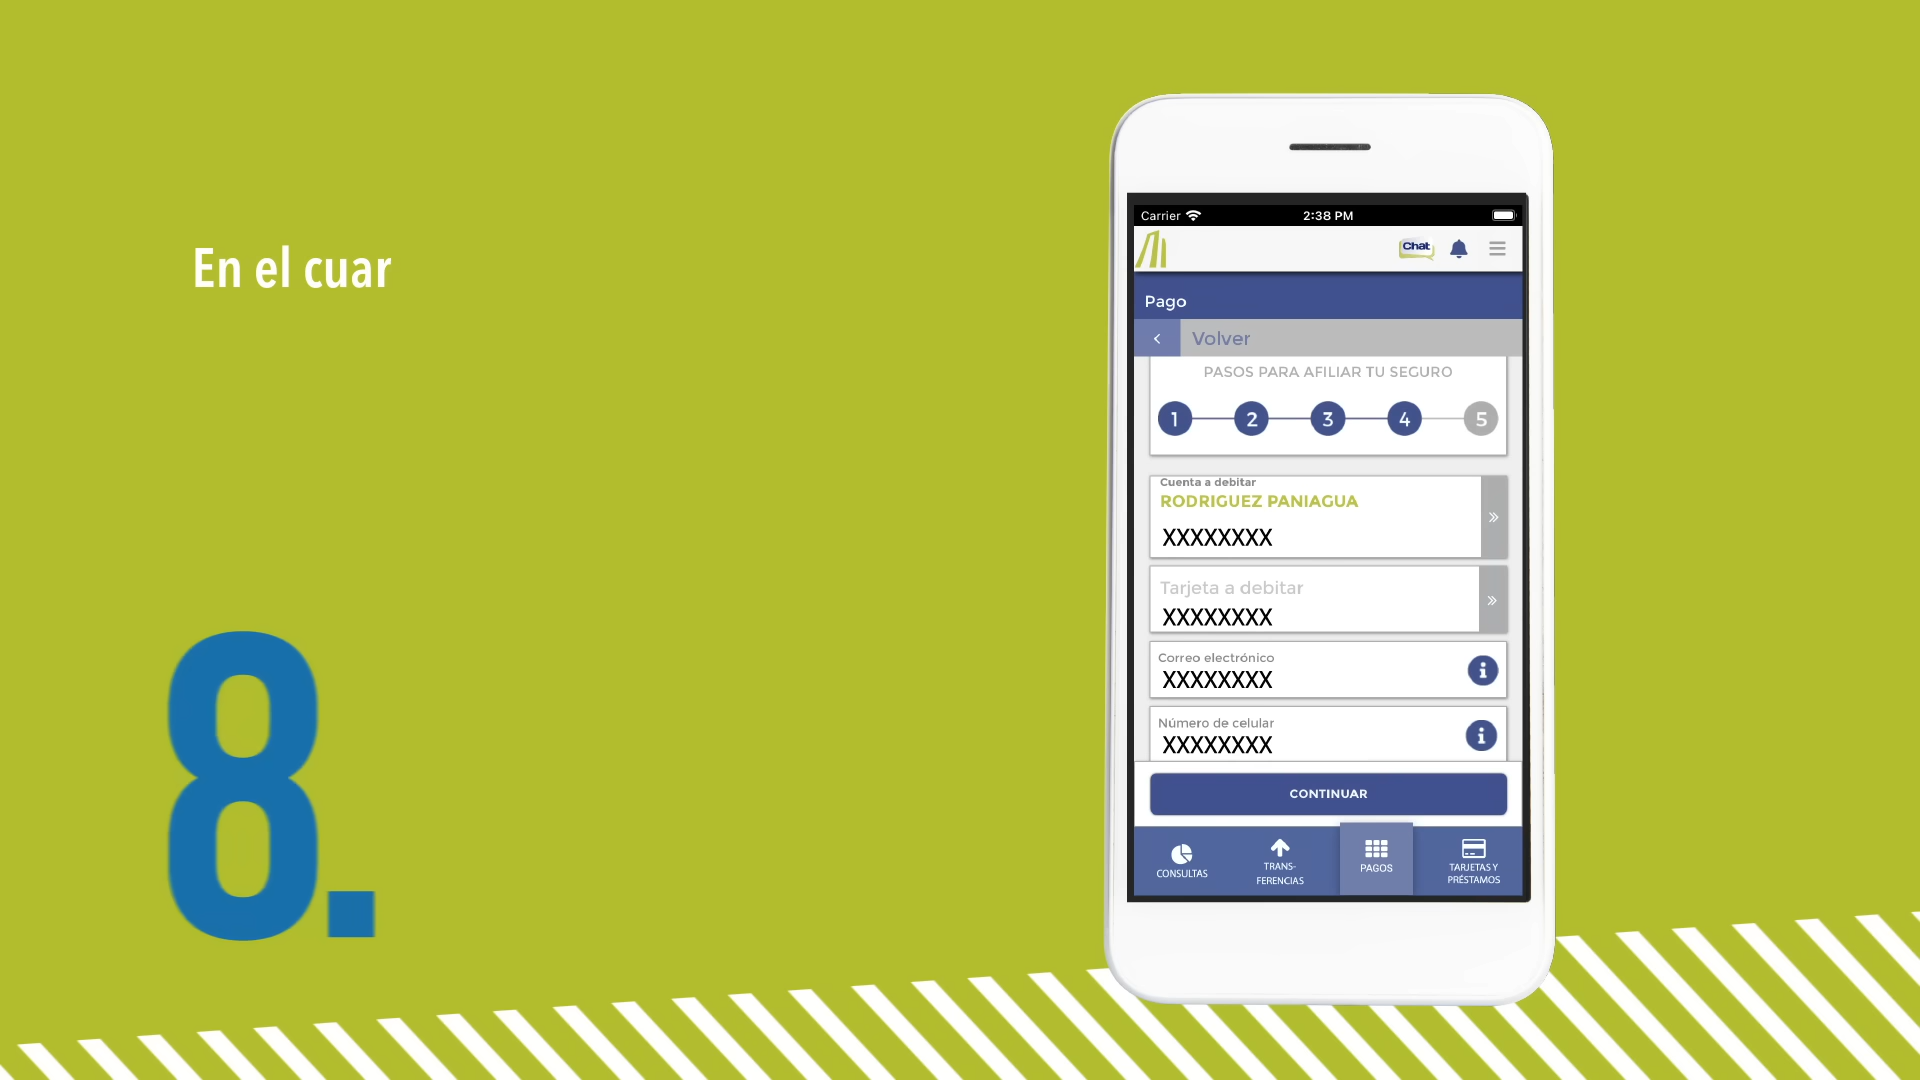 En el cuar
8.
Carrier
2:38 PM
Chat
Pago
Volver
PASOS PARA AFILIAR TU SEGURO
1 2 3 4 5
Cuenta a debitar
RODRIGUEZ PANIAGUA
XXXXXXXX
Tarjeta a debitar
XXXXXXXX
Correo electrónico
XXXXXXXX
Número de celular
XXXXXXXX
CONTINUAR
CONSULTAS
TRANS-
FERENCIAS
PAGOS
TARJETAS Y
PRÉSTAMOS